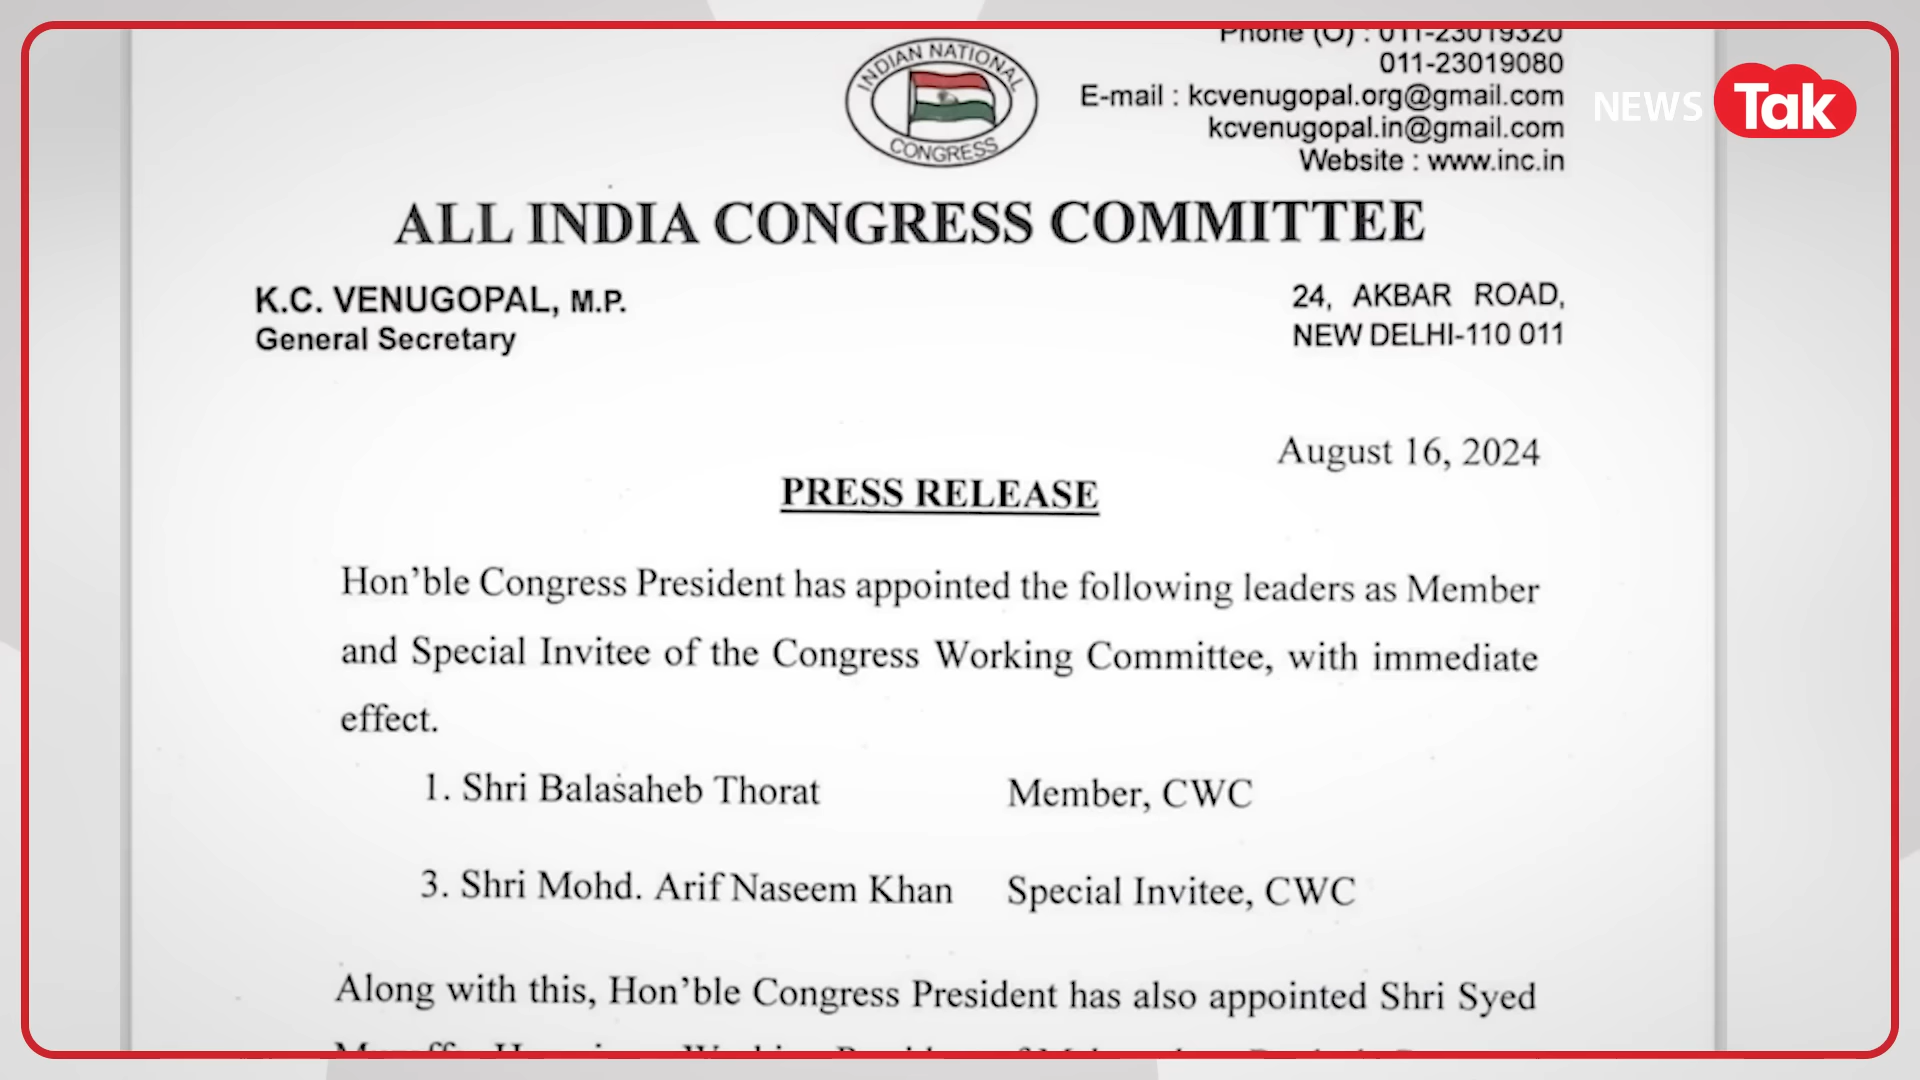 INDIAN NATIONAL
CONGRESS
Phone (O) : 011-23019320
011-23019080
E-mail : kcvenugopal.org@gmail.com
kcvenugopal.in@gmail.com
Website : www.inc.in
NEWS Tak
ALL INDIA CONGRESS COMMITTEE
K.C. VENUGOPAL, M.P.
General Secretary
24, AKBAR ROAD,
NEW DELHI-110 011
August 16, 2024
PRESS RELEASE
Hon’ble Congress President has appointed the following leaders as Member
and Special Invitee of the Congress Working Committee, with immediate
effect.
1. Shri Balasaheb Thorat Member, CWC
3. Shri Mohd. Arif Naseem Khan Special Invitee, CWC
Along with this, Hon’ble Congress President has also appointed Shri Syed